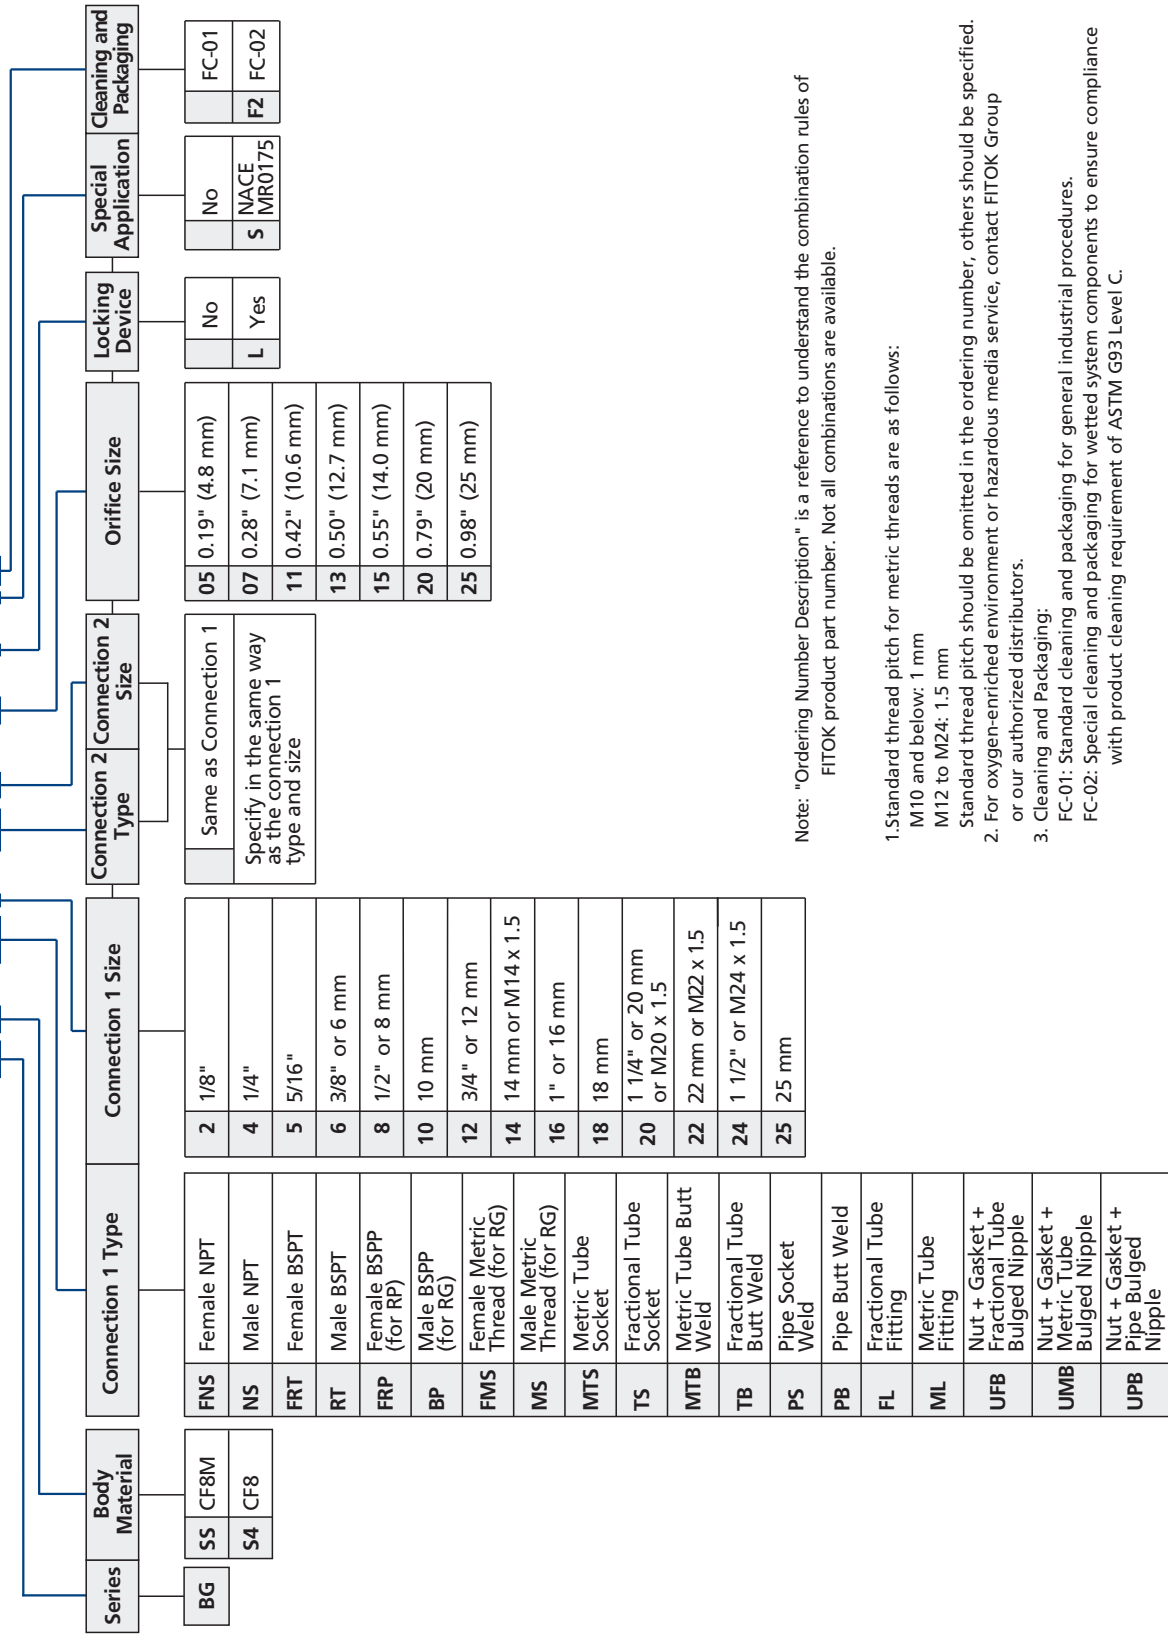 Series
BG
Body
Material
SS CF8M
S4 CF8
Connection 1 Type
FNS Female NPT
NS Male NPT
FRT Female BSPT
RT Male BSPT
FRP Female BSPP
(for RP)
BP Male BSPP
(for RG)
FMS Female Metric
Thread (for RG)
MS Male Metric
Thread (for RG)
MTS Metric Tube
Socket
TS Fractional Tube
Socket
MTB Metric Tube Butt
Weld
TB Fractional Tube
Butt Weld
PS Pipe Socket
Weld
PB Pipe Butt Weld
FL Fractional Tube
Fitting
ML Metric Tube
Fitting
UFB Nut + Gasket +
Fractional Tube
Bulged Nipple
UMB Nut + Gasket +
Metric Tube
Bulged Nipple
UPB Nut + Gasket +
Pipe Bulged
Nipple
Connection 1 Size
2 1/8"
4 1/4"
5 5/16"
6 3/8" or 6 mm
8 1/2" or 8 mm
10 10 mm
12 3/4" or 12 mm
14 14 mm or M14 x 1.5
16 1" or 16 mm
18 18 mm
20 1 1/4" or 20 mm
or M20 x 1.5
22 22 mm or M22 x 1.5
24 1 1/2" or M24 x 1.5
25 25 mm
Connection 2
Type
Connection 2
Size
Same as Connection 1
Specify in the same way
as the connection 1
type and size
Orifice Size
05 0.19" (4.8 mm)
07 0.28" (7.1 mm)
11 0.42" (10.6 mm)
13 0.50" (12.7 mm)
15 0.55" (14.0 mm)
20 0.79" (20 mm)
25 0.98" (25 mm)
Locking
Device
No
L Yes
Special
Application
No
S NACE
MR0175
Cleaning and
Packaging
FC-01
F2 FC-02
Note: "Ordering Number Description" is a reference to understand the combination rules of
FITOK product part number. Not all combinations are available.
1.Standard thread pitch for metric threads are as follows:
M10 and below: 1 mm
M12 to M24: 1.5 mm
Standard thread pitch should be omitted in the ordering number, others should be specified.
2. For oxygen-enriched environment or hazardous media service, contact FITOK Group
or our authorized distributors.
3. Cleaning and Packaging:
FC-01: Standard cleaning and packaging for general industrial procedures.
FC-02: Special cleaning and packaging for wetted system components to ensure compliance
with product cleaning requirement of ASTM G93 Level C.